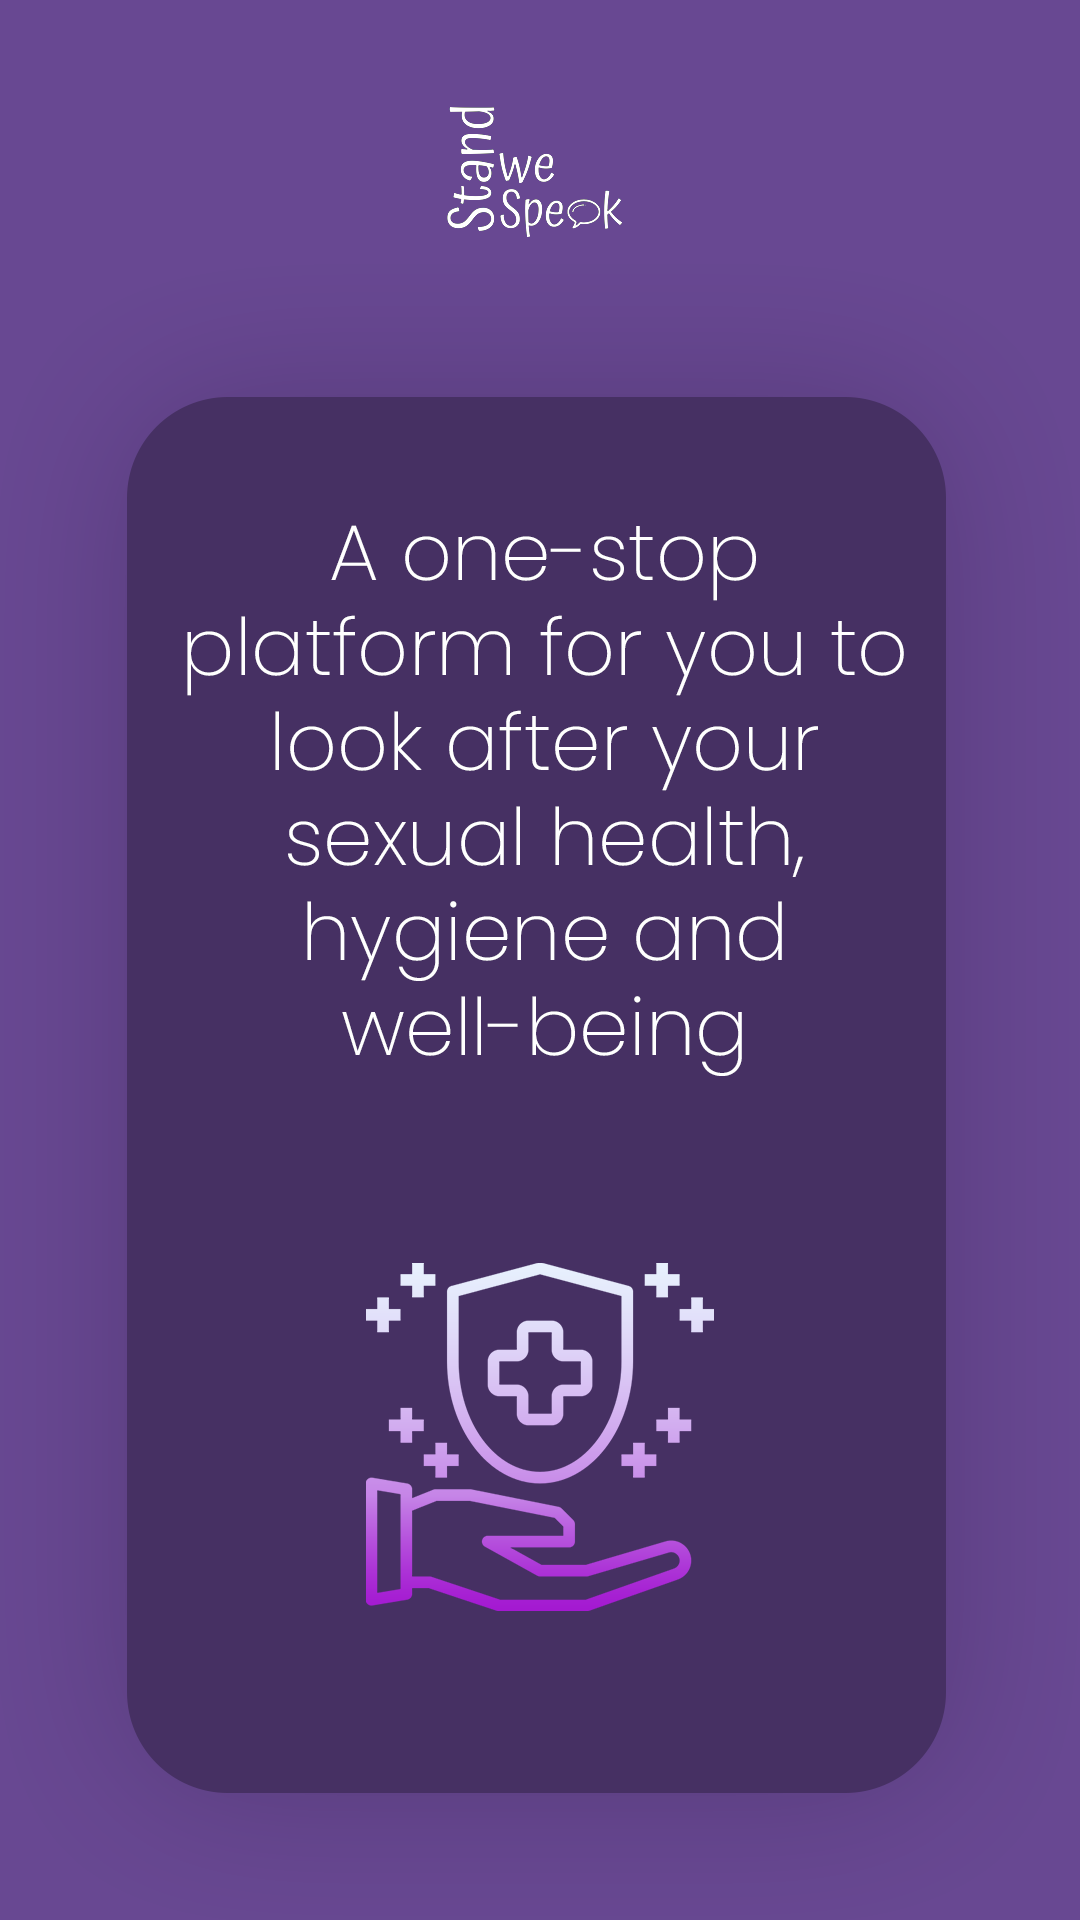 Stand
we
Speak
A one-stop
platform for you to
look after your
sexual health,
hygiene and
well-being